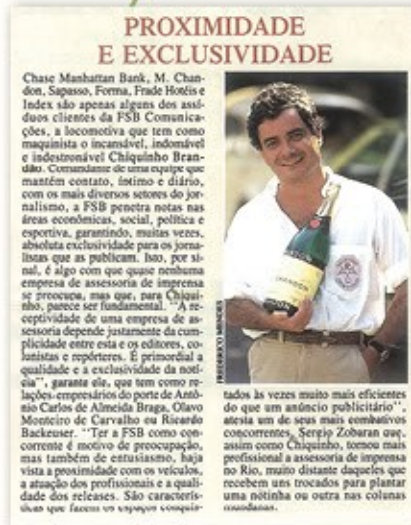 PROXIMIDADE
E EXCLUSIVIDADE
Chase Manhattan Bank, M. Chan-
don, Sapasso, Forma, Frade Hotéis e
Index são apenas alguns dos assí-
duos clientes da FSB Comunica-
ções, a locomotiva que tem como
maquinista o incansável, indomável
e indestronável Chiquinho Bran-
dão. Comandante de uma equipe que
mantém contato, íntimo e diário,
com os mais diversos setores do jor-
nalismo, a FSB penetra notas nas
áreas econômicas, social, política e
esportiva, garantindo, muitas vezes,
absoluta exclusividade para os jorna-
listas que as publicam. Isso, por si-
nal, é algo com que quase nenhuma
empresa de assessoria de imprensa
se preocupa, mas que, para Chiqui-
nho, parece ser fundamental. "A re-
ceptividade de uma empresa de as-
sessoria depende justamente da cum-
plicidade entre esta e os editores, co-
lunistas e repórteres. É primordial a
qualidade e a exclusividade da notí-
cia", garante ele, que tem como re-
lações empresários do porte de Antô-
nio Carlos de Almeida Braga, Olavo
Monteiro de Carvalho ou Ricardo
Backeuser. "Ter a FSB como con-
corrente é motivo de preocupação,
mas também de entusiasmo, haja
vista a proximidade com os veículos,
a atuação dos profissionais e a quali-
dade dos releases. São caracterís-
ticas que fazem os espaços conquis-
FREDERICO MENDES
CHANDON
tados às vezes muito mais eficientes
do que um anúncio publicitário",
atesta um de seus mais combativos
concorrentes, Sergio Zobaran que,
assim como Chiquinho, tornou mais
profissional a assessoria de imprensa
no Rio, muito distante daqueles que
recebem uns trocados para plantar
uma notinha ou outra nas colunas
mundanas.